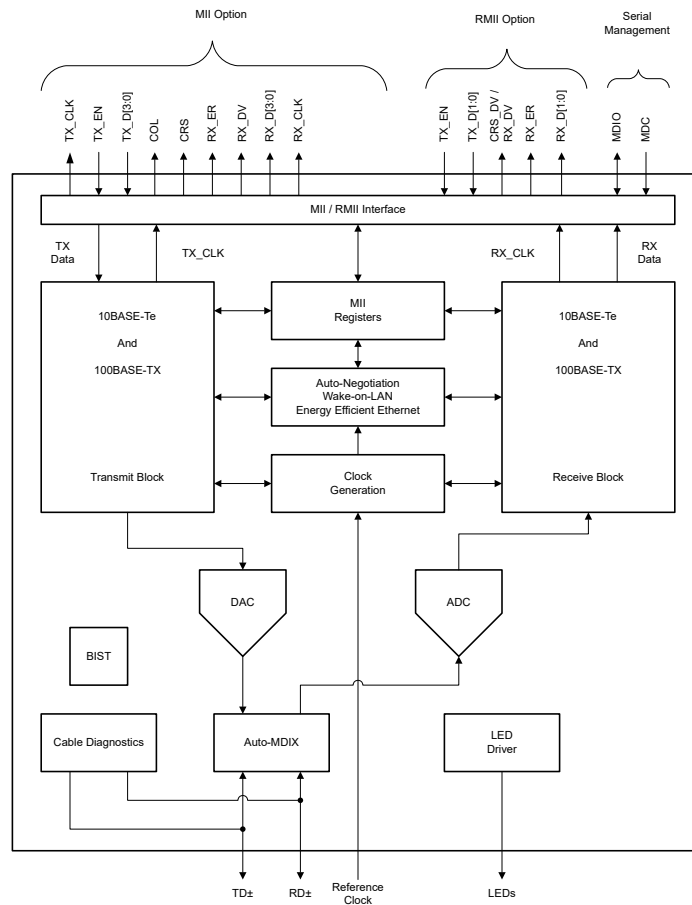 MII Option
RMII Option
Serial
Management
TX_CLK
TX_EN
TX_D[3:0]
COL
CRS
RX_ER
RX_DV
RX_D[3:0]
RX_CLK
TX_EN
TX_D[1:0]
CRS_DV /
RX_DV
RX_ER
RX_D[1:0]
MDIO
MDC
MII / RMII Interface
TX
Data
TX_CLK
RX_CLK
RX
Data
10BASE-Te
And
100BASE-TX
Transmit Block
MII
Registers
Auto-Negotiation
Wake-on-LAN
Energy Efficient Ethernet
Clock
Generation
10BASE-Te
And
100BASE-TX
Receive Block
DAC
ADC
BIST
Cable Diagnostics
Auto-MDIX
LED
Driver
TD±
RD±
Reference
Clock
LEDs